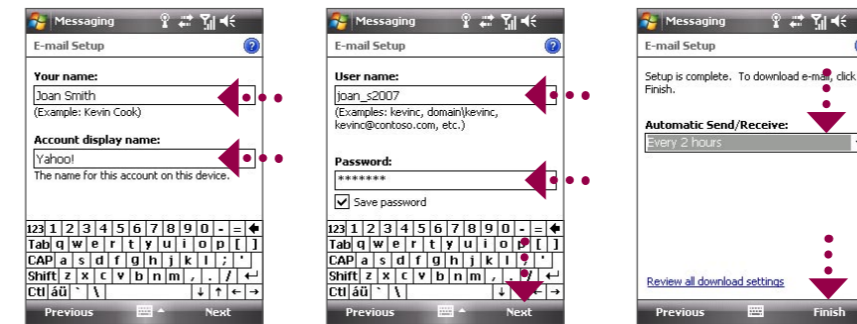 Messaging
E-mail Setup
Your name:
Joan Smith
(Example: Kevin Cook)
Account display name:
Yahoo!
The name for this account on this device.
123 1 2 3 4 5 6 7 8 9 0 - =
Tab q w e r t y u i o p [ ]
CAP a s d f g h j k l ; '
Shift z x c v b n m , . /
Ctl áü ` \
Previous Next
Messaging
E-mail Setup
User name:
joan_s2007
(Examples: kevinc, domain\kevinc,
kevinc@contoso.com, etc.)
Password:
*******
Save password
123 1 2 3 4 5 6 7 8 9 0 - =
Tab q w e r t y u i o p [ ]
CAP a s d f g h j k l ; '
Shift z x c v b n m , . /
Ctl áü ` \
Previous Next
Messaging
E-mail Setup
Setup is complete. To download e-mail, click
Finish.
Automatic Send/Receive:
Every 2 hours
Review all download settings
Previous Finish